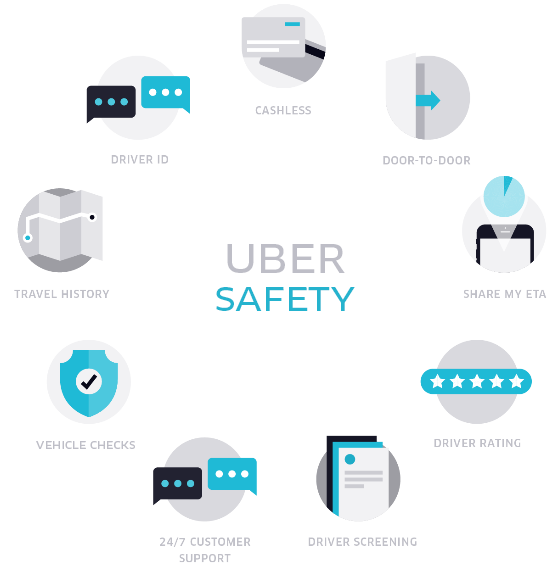 CASHLESS
DRIVER ID
DOOR-TO-DOOR
UBER
SAFETY
TRAVEL HISTORY
SHARE MY ETA
VEHICLE CHECKS
DRIVER RATING
24/7 CUSTOMER
SUPPORT
DRIVER SCREENING